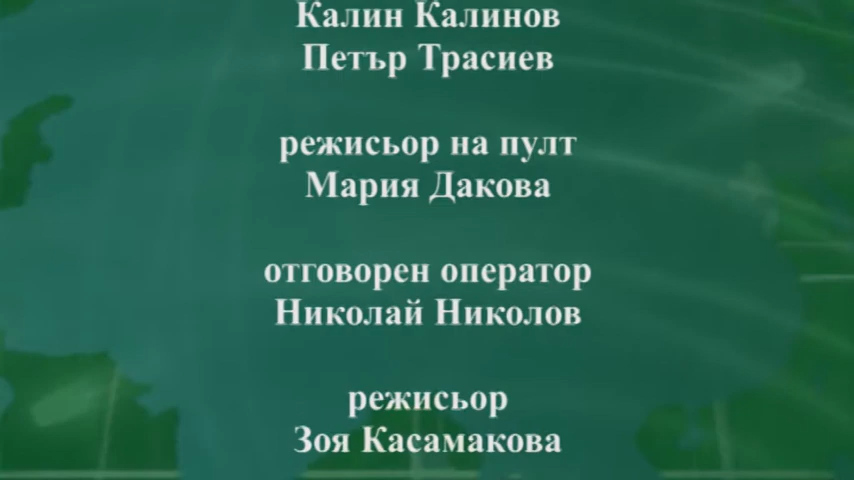 Калин Калинов
Петър Трасиев
режисьор на пулт
Мария Дакова
отговорен оператор
Николай Николов
режисьор
Зоя Касамакова